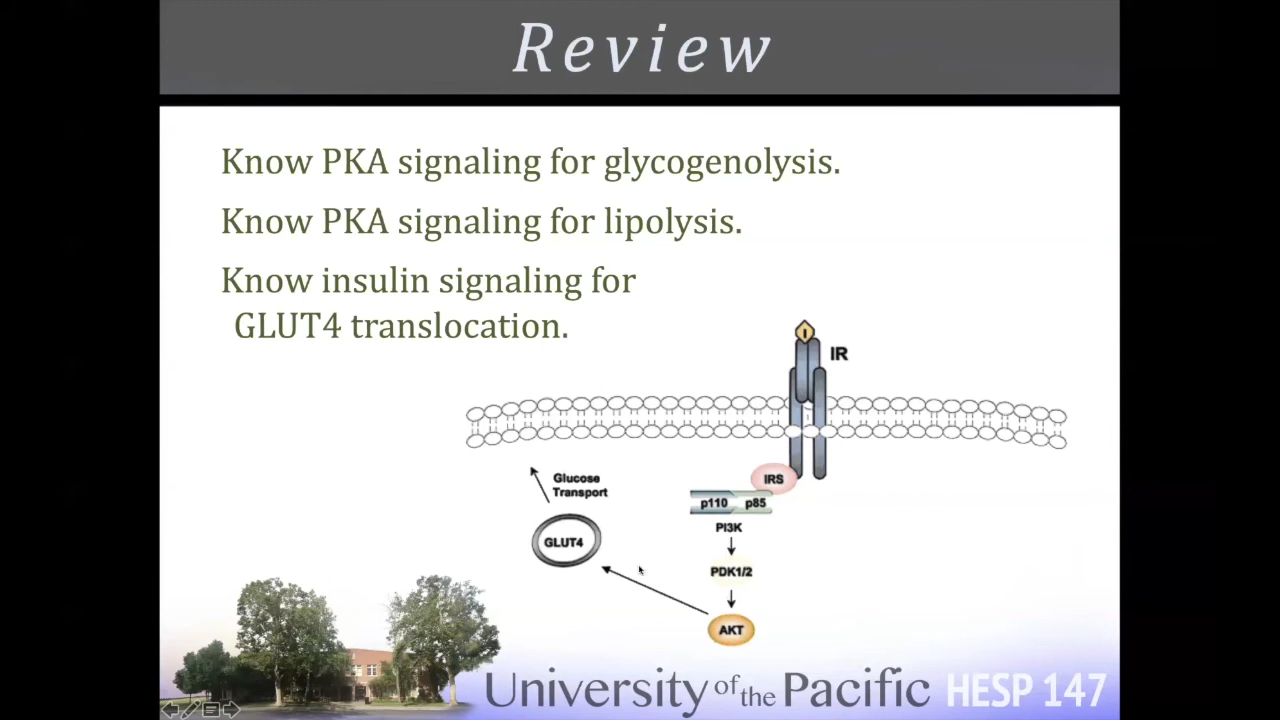 Review
Know PKA signaling for glycogenolysis.
Know PKA signaling for lipolysis.
Know insulin signaling for
GLUT4 translocation.
I
IR
IRS
Glucose
Transport
p110 p85
PI3K
GLUT4
PDK1/2
AKT
University of the Pacific HESP 147